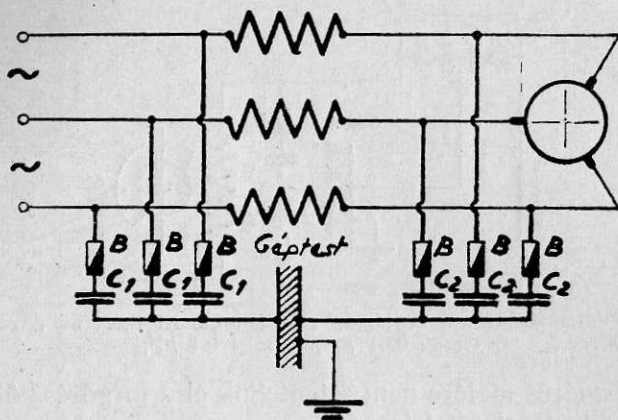 ~
~
B B B Géptest B B B
C₁ C₁ C₁ C₂ C₂ C₂